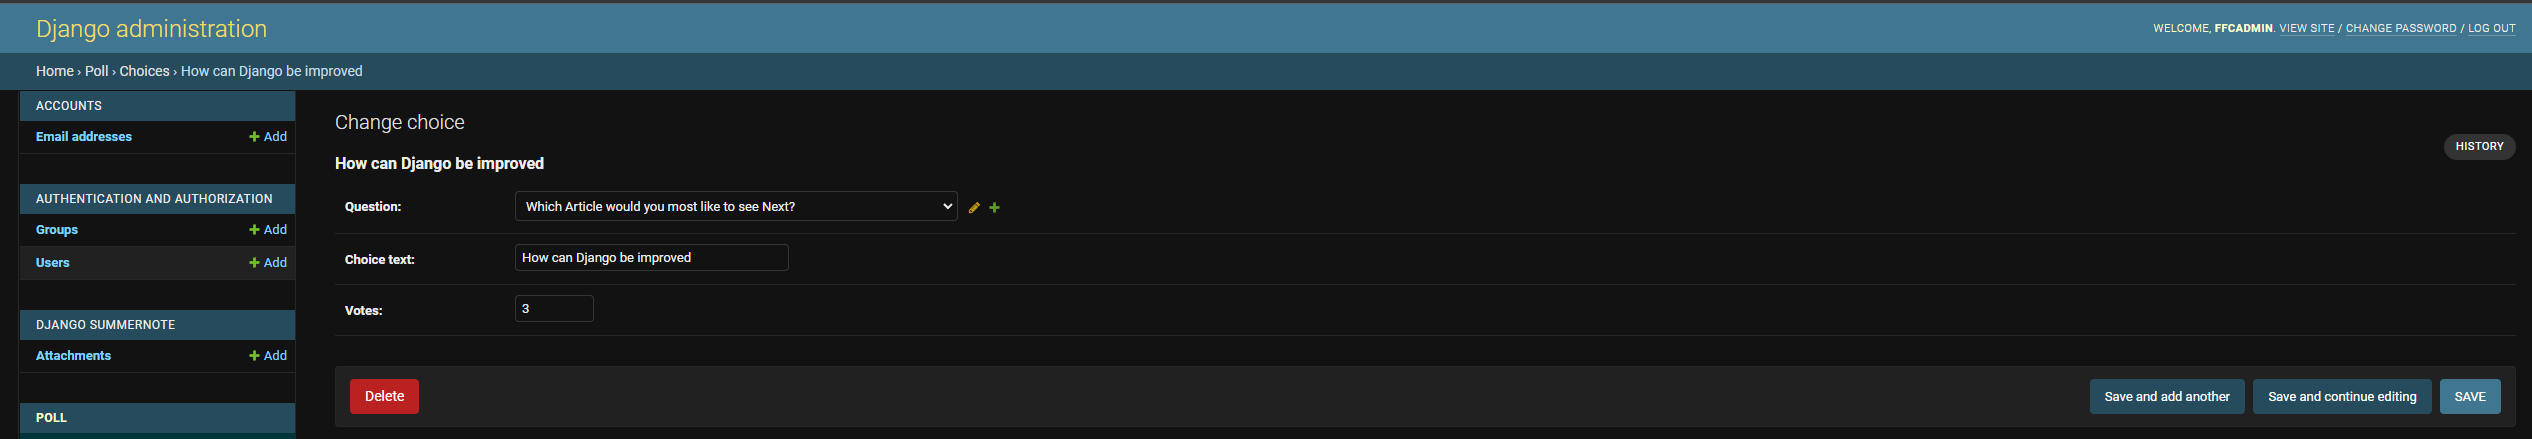 Django administration
WELCOME, FFCADMIN. VIEW SITE / CHANGE PASSWORD / LOG OUT
Home › Poll › Choices › How can Django be improved
ACCOUNTS
Email addresses
Add
AUTHENTICATION AND AUTHORIZATION
Groups
Add
Users
Add
DJANGO SUMMERNOTE
Attachments
Add
POLL
Change choice
HISTORY
How can Django be improved
Question:
Which Article would you most like to see Next?
Choice text:
How can Django be improved
Votes:
3
Delete
Save and add another
Save and continue editing
SAVE